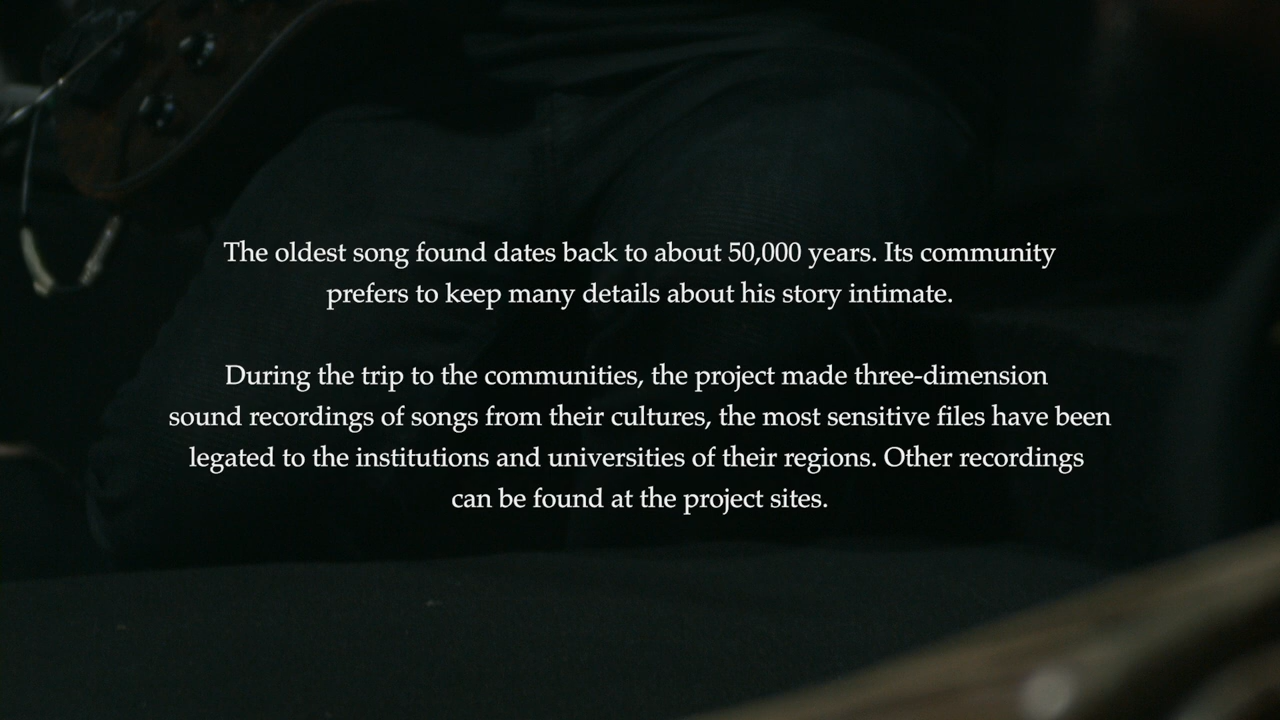 The oldest song found dates back to about 50,000 years. Its community
prefers to keep many details about his story intimate.
During the trip to the communities, the project made three-dimension
sound recordings of songs from their cultures, the most sensitive files have been
legated to the institutions and universities of their regions. Other recordings
can be found at the project sites.